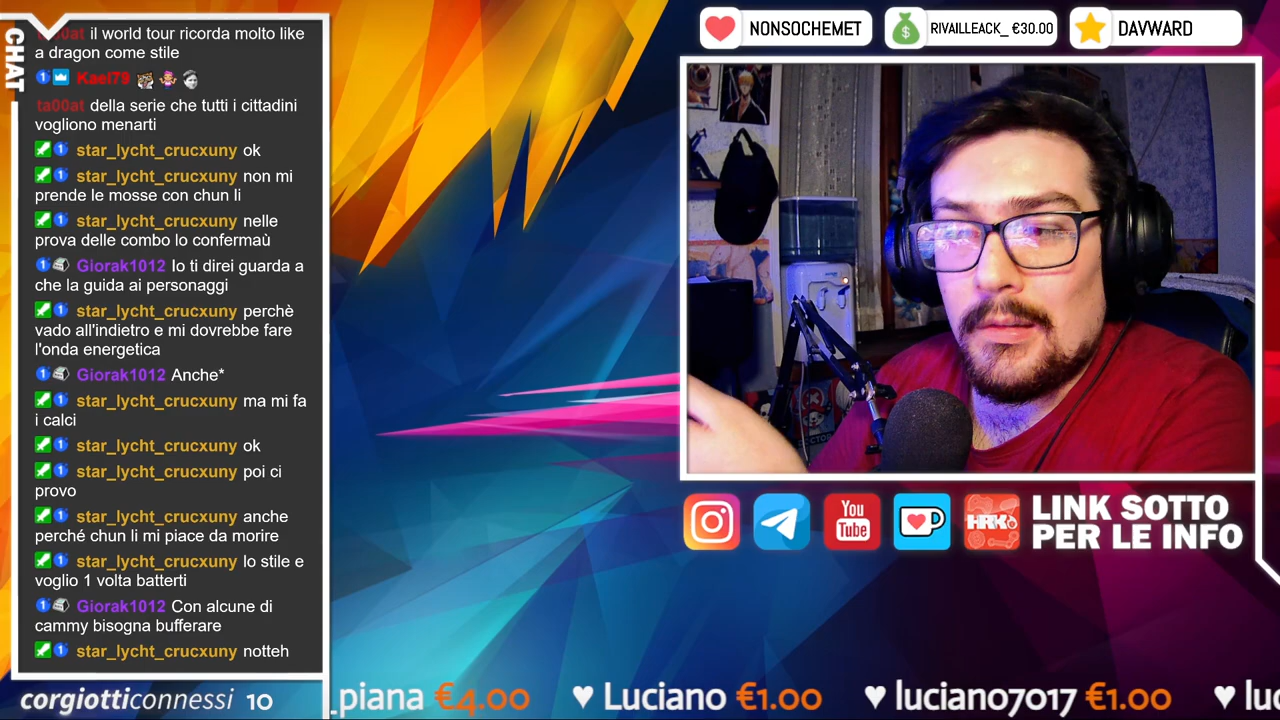 CHAT
ta00at il world tour ricorda molto like
a dragon come stile
Kael79
ta00at della serie che tutti i cittadini
vogliono menarti
star_lycht_crucxuny ok
star_lycht_crucxuny non mi
prende le mosse con chun li
star_lycht_crucxuny nelle
prova delle combo lo confermaù
Giorak1012 Io ti direi guarda a
che la guida ai personaggi
star_lycht_crucxuny perchè
vado all'indietro e mi dovrebbe fare
l'onda energetica
Giorak1012 Anche*
star_lycht_crucxuny ma mi fa
i calci
star_lycht_crucxuny ok
star_lycht_crucxuny poi ci
provo
star_lycht_crucxuny anche
perché chun li mi piace da morire
star_lycht_crucxuny lo stile e
voglio 1 volta batterti
Giorak1012 Con alcune di
cammy bisogna bufferare
star_lycht_crucxuny notteh
corgiotticonnessi 10
NONSOCHEMET
RIVAILLEACK_ €30.00
DAVWARD
You
Tube
HRK
LINK SOTTO
PER LE INFO
_piana €4.00 ♥ Luciano €1.00 ♥ luciano7017 €1.00 ♥ luc